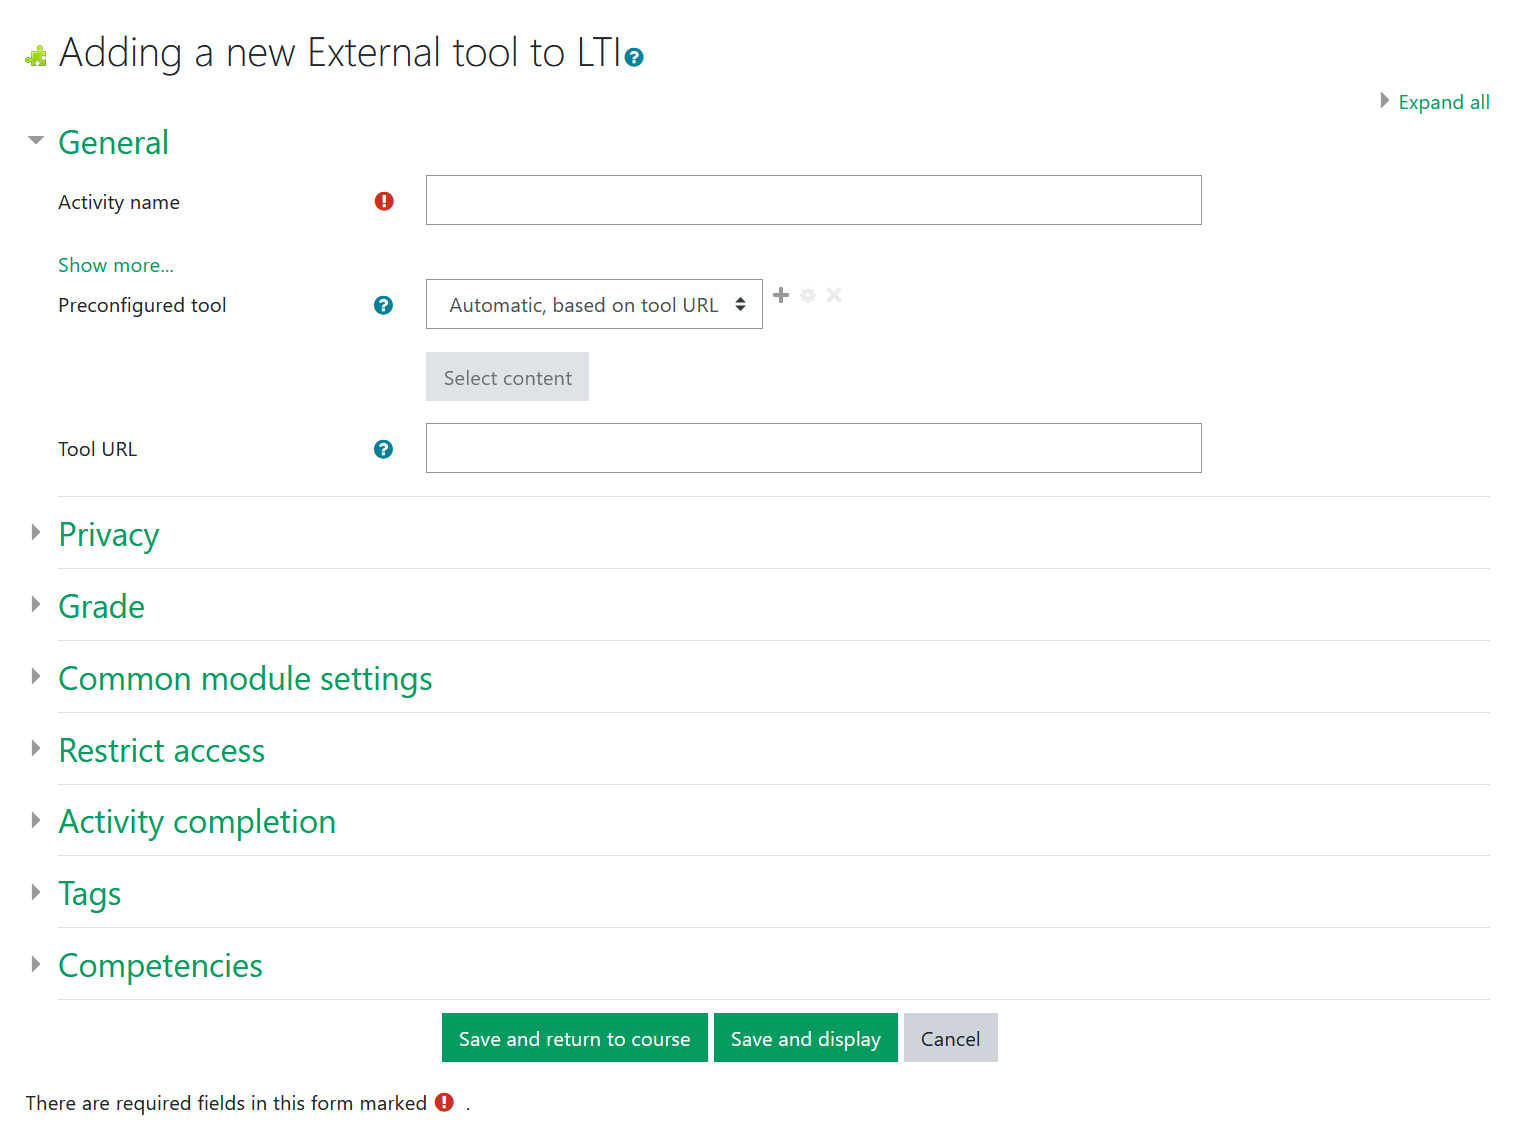 Adding a new External tool to LTI
Expand all
General
Activity name
Show more...
Preconfigured tool
Automatic, based on tool URL
Select content
Tool URL
Privacy
Grade
Common module settings
Restrict access
Activity completion
Tags
Competencies
Save and return to course Save and display Cancel
There are required fields in this form marked .